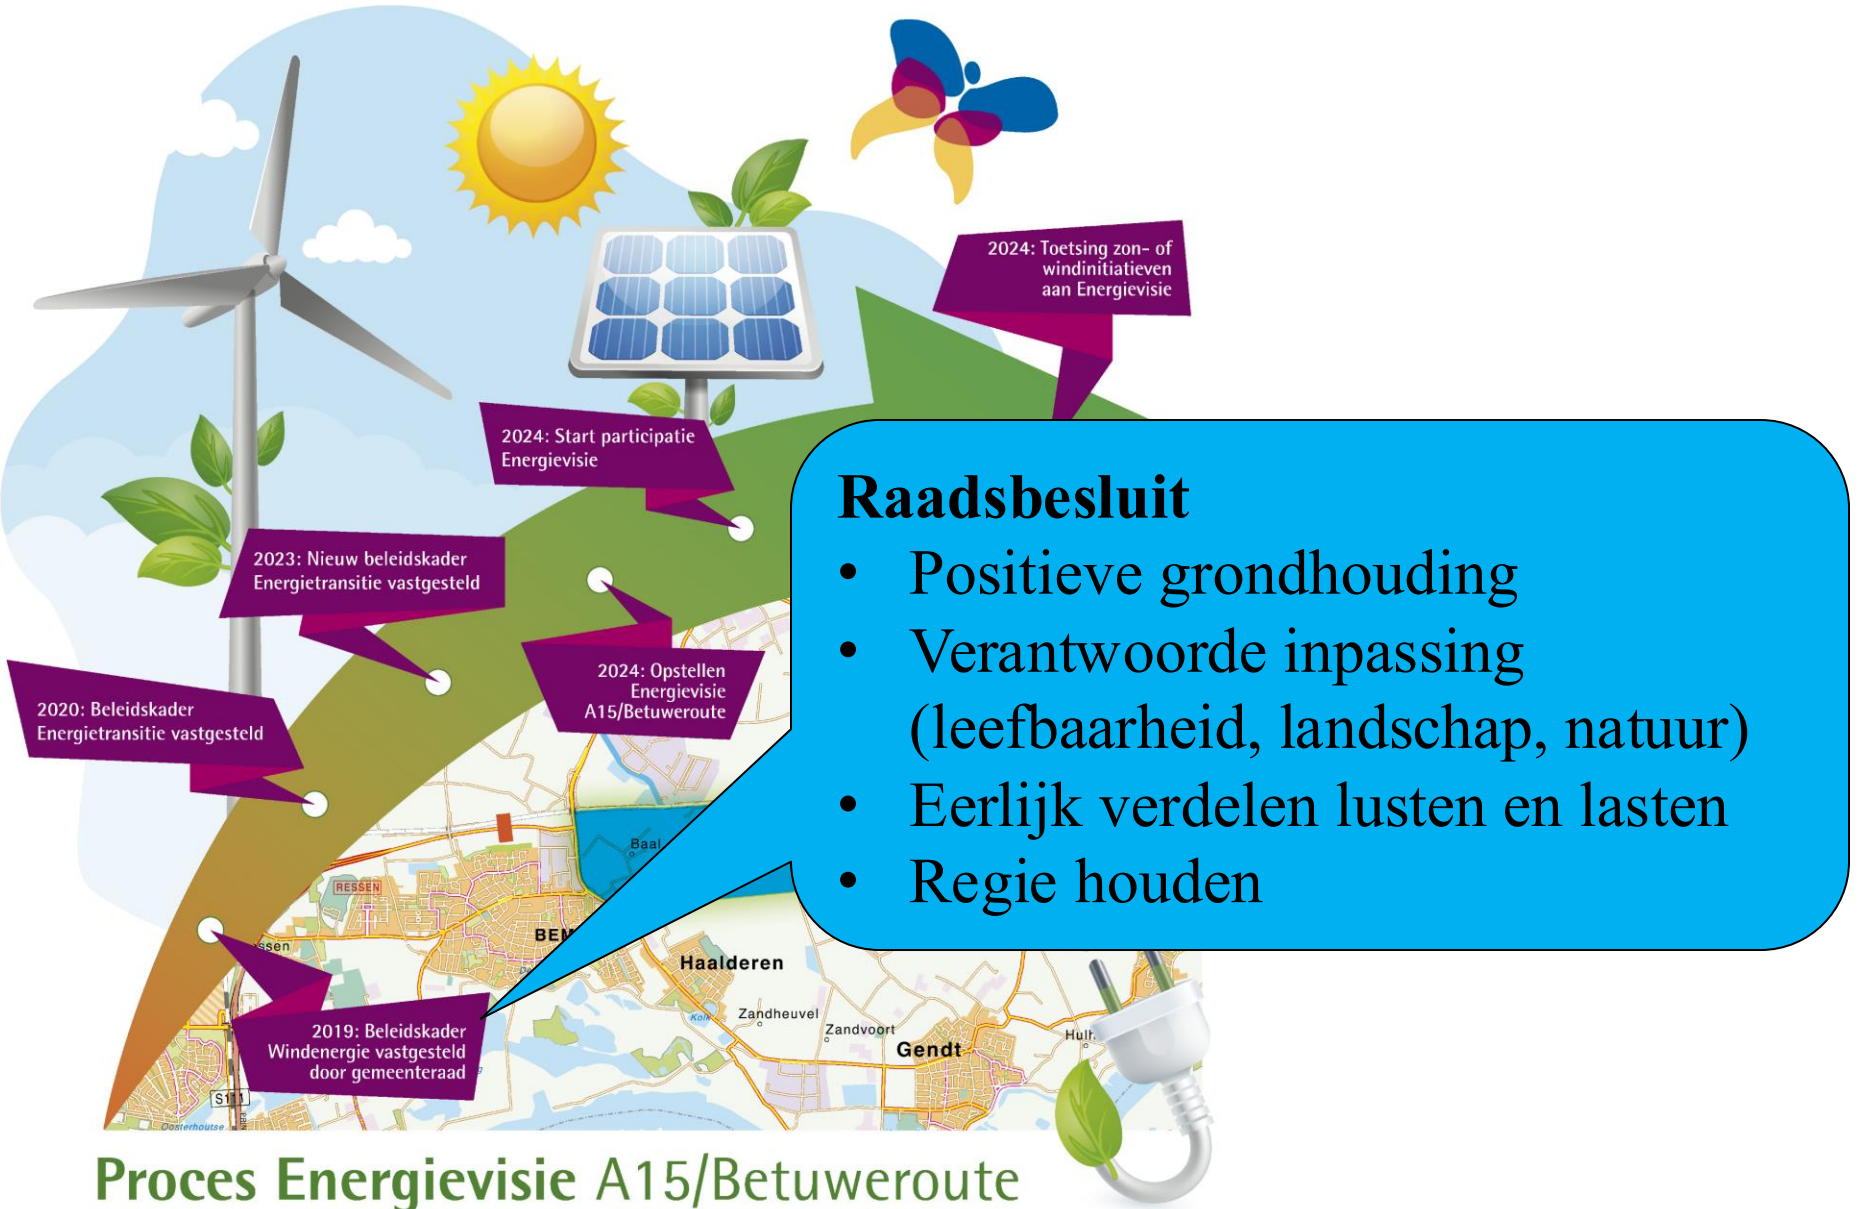 2024: Toetsing zon- of
windinitiatieven
aan Energievisie
2024: Start participatie
Energievisie
2023: Nieuw beleidskader
Energietransitie vastgesteld
2024: Opstellen
Energievisie
A15/Betuweroute
2020: Beleidskader
Energietransitie vastgesteld
2019: Beleidskader
Windenergie vastgesteld
door gemeenteraad
Raadsbesluit
• Positieve grondhouding
• Verantwoorde inpassing
(leefbaarheid, landschap, natuur)
• Eerlijk verdelen lusten en lasten
• Regie houden
Baal
RESSEN
Haalderen
Kolk
Zandheuvel
Zandvoort
Gendt
S111
Oosterhoutse
Proces Energievisie A15/Betuweroute